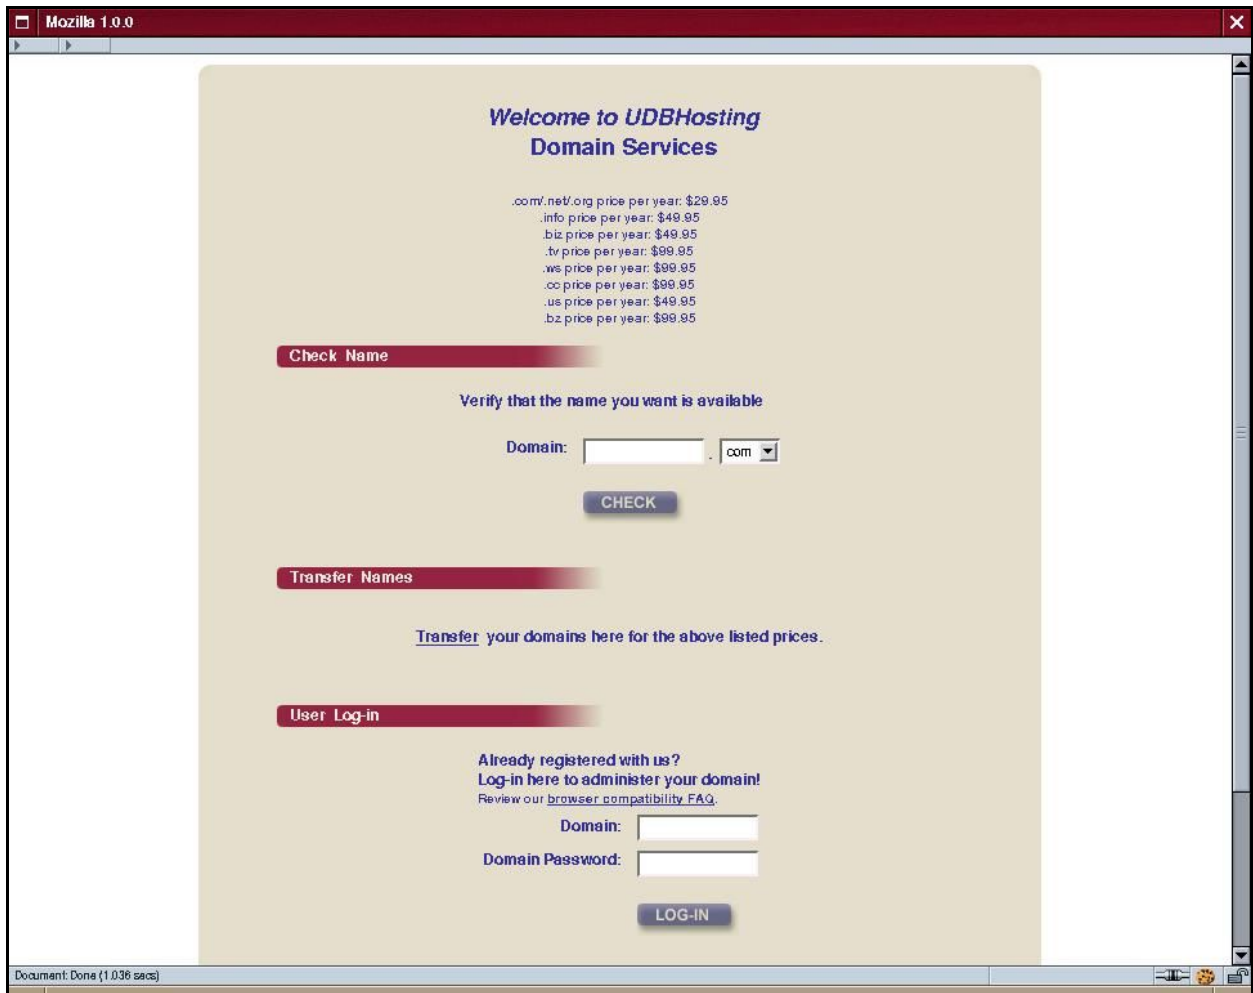 Mozilla 1.0.0
Welcome to UDBHosting
Domain Services
.com/.net/.org price per year: $29.95
.info price per year: $49.95
.biz price per year: $49.95
.tv price per year: $99.95
.ws price per year: $99.95
.cc price per year: $99.95
.us price per year: $49.95
.bz price per year: $99.95
Check Name
Verify that the name you want is available
Domain: . com
CHECK
Transfer Names
Transfer your domains here for the above listed prices.
User Log-in
Already registered with us?
Log-in here to administer your domain!
Review our browser compatibility FAQ.
Domain:
Domain Password:
LOG-IN
Document: Done (1.036 secs)